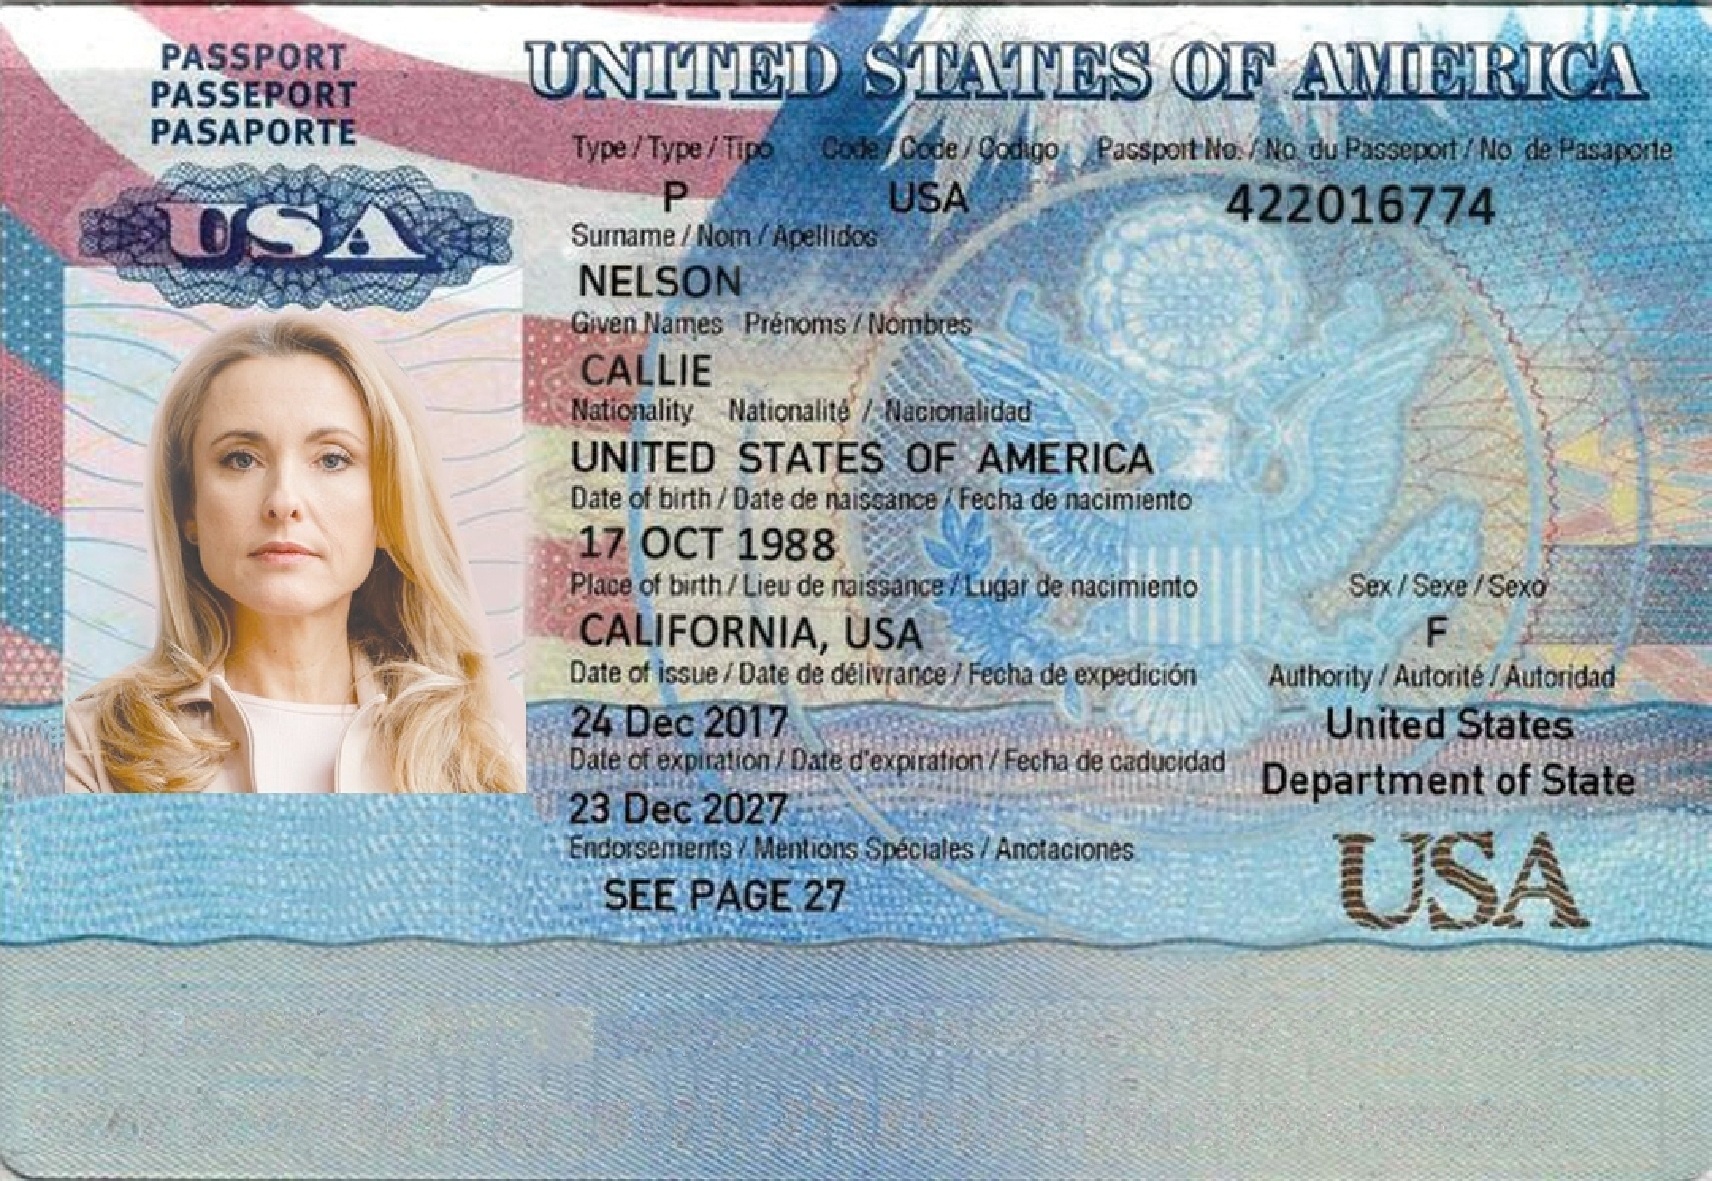 PASSPORT
PASSEPORT
PASAPORTE
USA
UNITED STATES OF AMERICA
Type / Type / Tipo Code / Code / Codigo Passport No. / No. du Passeport / No de Pasaporte
P USA 422016774
Surname / Nom / Apellidos
NELSON
Given Names Prénoms / Nombres
CALLIE
Nationality Nationalité / Nacionalidad
UNITED STATES OF AMERICA
Date of birth / Date de naissance / Fecha de nacimiento
17 OCT 1988
Place of birth / Lieu de naissance / Lugar de nacimiento Sex / Sexe / Sexo
CALIFORNIA, USA F
Date of issue / Date de délivrance / Fecha de expedición Authority / Autorité / Autoridad
24 Dec 2017 United States
Date of expiration / Date d'expiration / Fecha de caducidad Department of State
23 Dec 2027
Endorsements / Mentions Spéciales / Anotaciones
SEE PAGE 27
USA